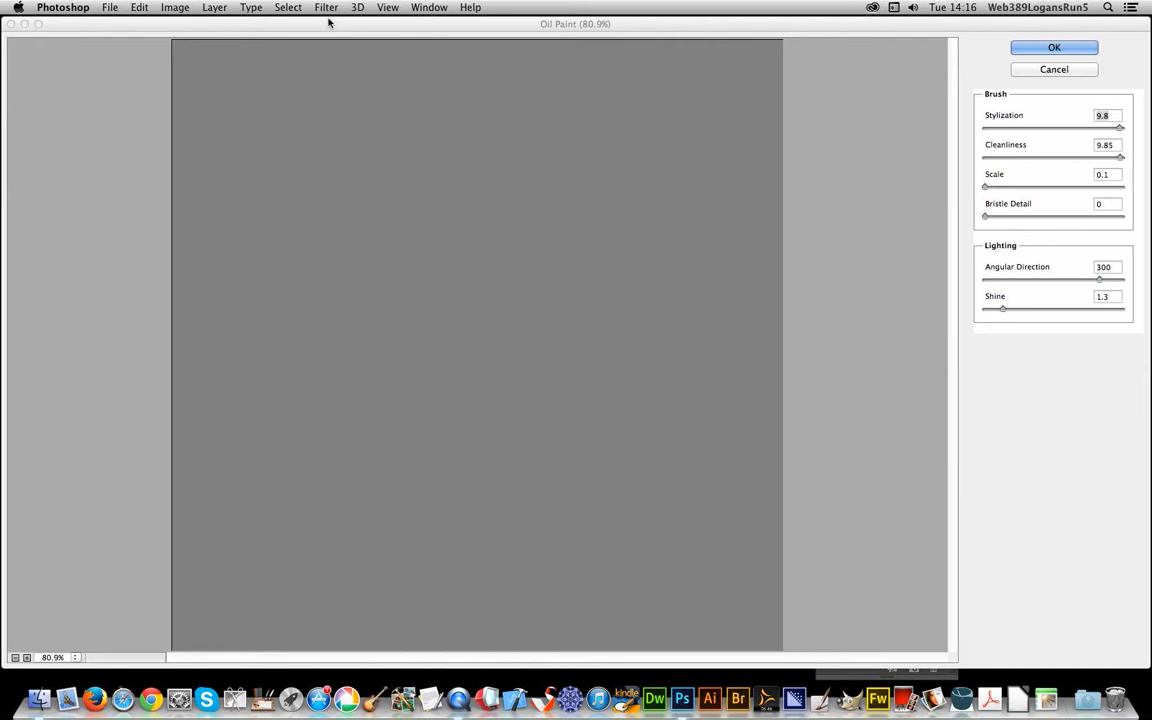 Photoshop File Edit Image Layer Type Select Filter 3D View Window Help Tue 14:16 Web389LogansRun5
Oil Paint (80.9%)
OK
Cancel
Brush
Stylization 9.8
Cleanliness 9.85
Scale 0.1
Bristle Detail 0
Lighting
Angular Direction 300
Shine 1.3
80.9%
kindle Dw Ps Ai Br Fw